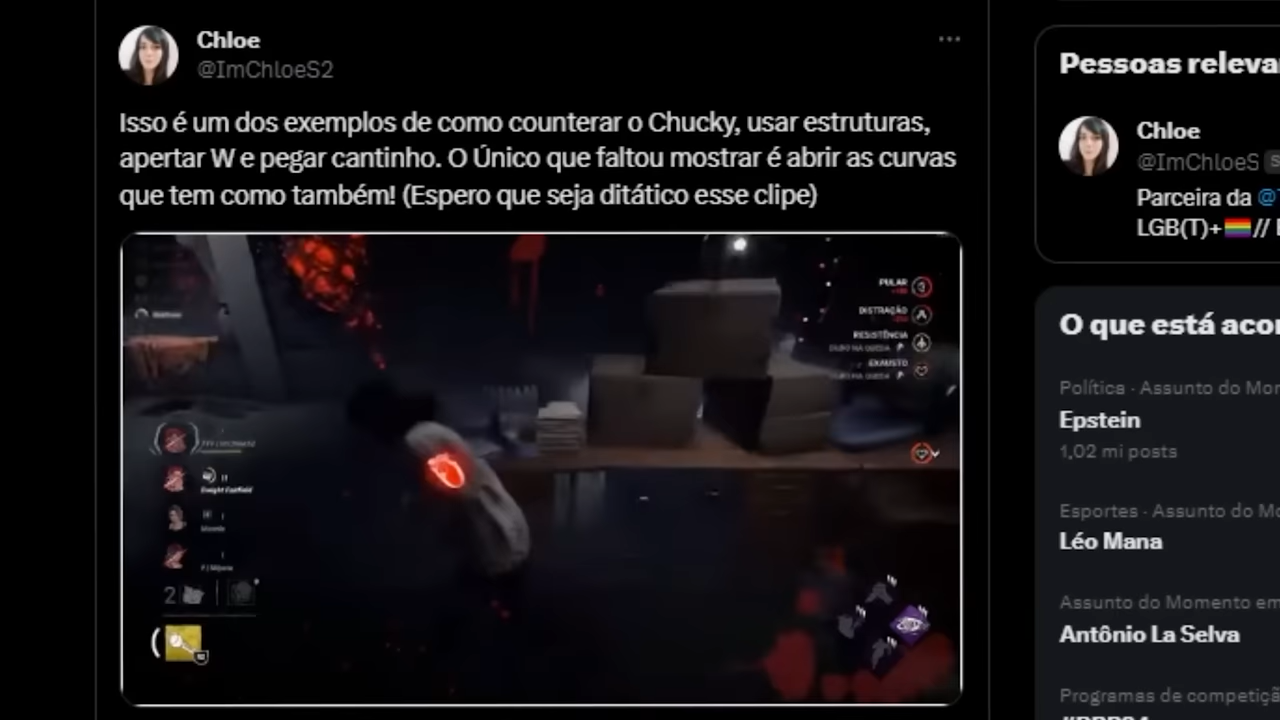 Chloe
@ImChloeS2
Isso é um dos exemplos de como counterar o Chucky, usar estruturas,
apertar W e pegar cantinho. O Único que faltou mostrar é abrir as curvas
que tem como também! (Espero que seja ditático esse clipe)
PULAR
DISTRAÇÃO
RESISTÊNCIA
EXAUSTO
Dwight Fairfield
2
Pessoas releva
Chloe
@ImChloeS
Parceira da @
LGB(T)+🏳️‍🌈//
O que está acon
Política · Assunto do Mor
Epstein
1,02 mi posts
Esportes · Assunto do Mo
Léo Mana
Assunto do Momento em
Antônio La Selva
Programas de competiçã